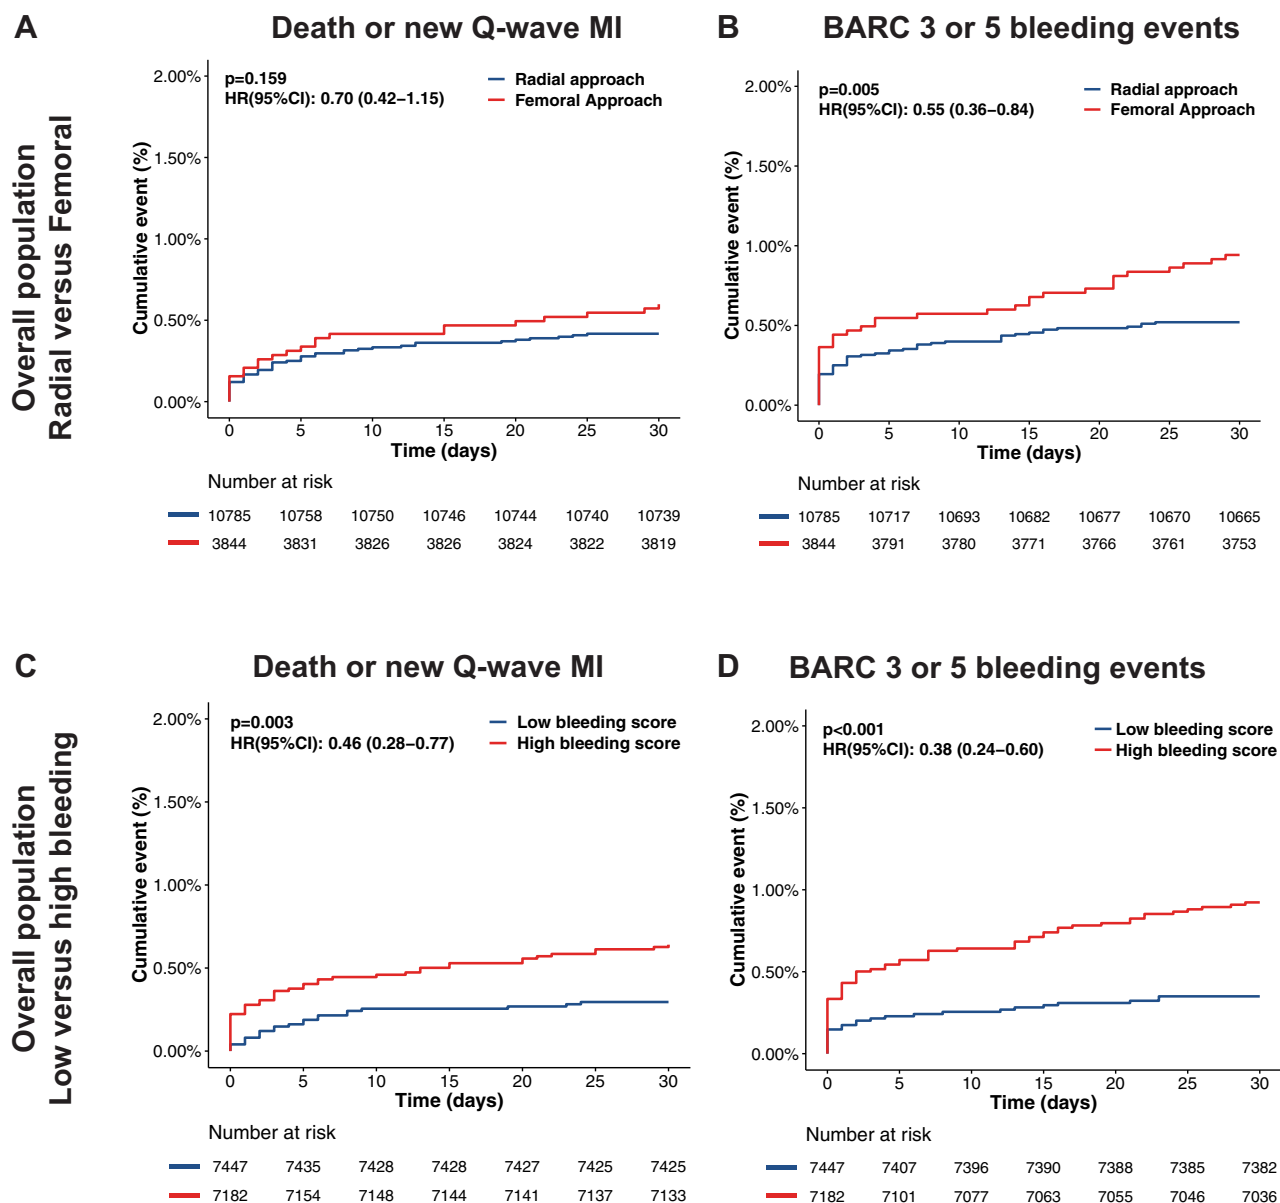 A
Death or new Q-wave MI
Overall population
Radial versus Femoral
Cumulative event (%)
2.00%
1.50%
1.00%
0.50%
0.00%
p=0.159
HR(95%CI): 0.70 (0.42–1.15)
Radial approach
Femoral Approach
0 5 10 15 20 25 30
Time (days)
Number at risk
10785 10758 10750 10746 10744 10740 10739
3844 3831 3826 3826 3824 3822 3819
B
BARC 3 or 5 bleeding events
Cumulative event (%)
2.00%
1.50%
1.00%
0.50%
0.00%
p=0.005
HR(95%CI): 0.55 (0.36–0.84)
Radial approach
Femoral Approach
0 5 10 15 20 25 30
Time (days)
Number at risk
10785 10717 10693 10682 10677 10670 10665
3844 3791 3780 3771 3766 3761 3753
C
Death or new Q-wave MI
Overall population
Low versus high bleeding
Cumulative event (%)
2.00%
1.50%
1.00%
0.50%
0.00%
p=0.003
HR(95%CI): 0.46 (0.28–0.77)
Low bleeding score
High bleeding score
0 5 10 15 20 25 30
Time (days)
Number at risk
7447 7435 7428 7428 7427 7425 7425
7182 7154 7148 7144 7141 7137 7133
D
BARC 3 or 5 bleeding events
Cumulative event (%)
2.00%
1.50%
1.00%
0.50%
0.00%
p<0.001
HR(95%CI): 0.38 (0.24–0.60)
Low bleeding score
High bleeding score
0 5 10 15 20 25 30
Time (days)
Number at risk
7447 7407 7396 7390 7388 7385 7382
7182 7101 7077 7063 7055 7046 7036